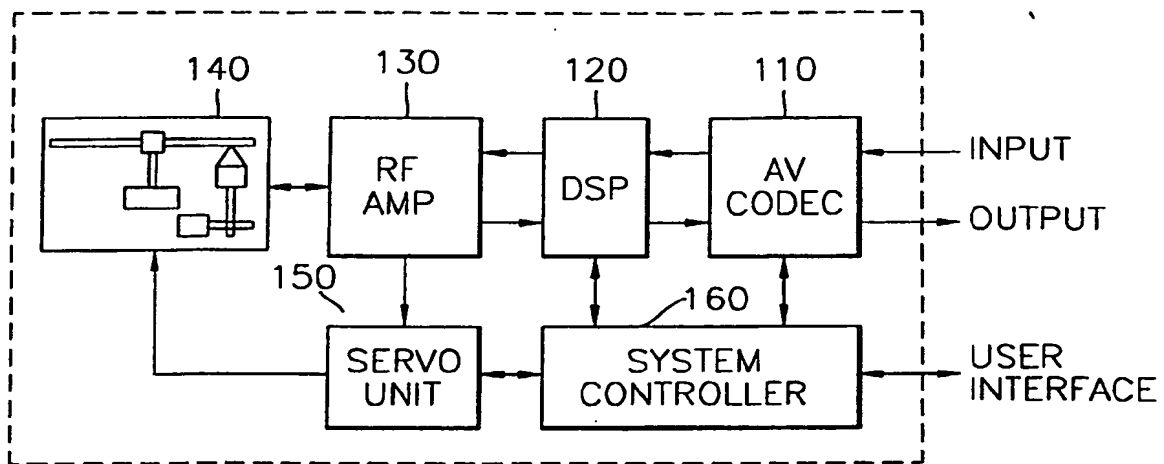 140
130
120
110
RF
AMP
DSP
AV
CODEC
INPUT
OUTPUT
150
160
SERVO
UNIT
SYSTEM
CONTROLLER
USER
INTERFACE